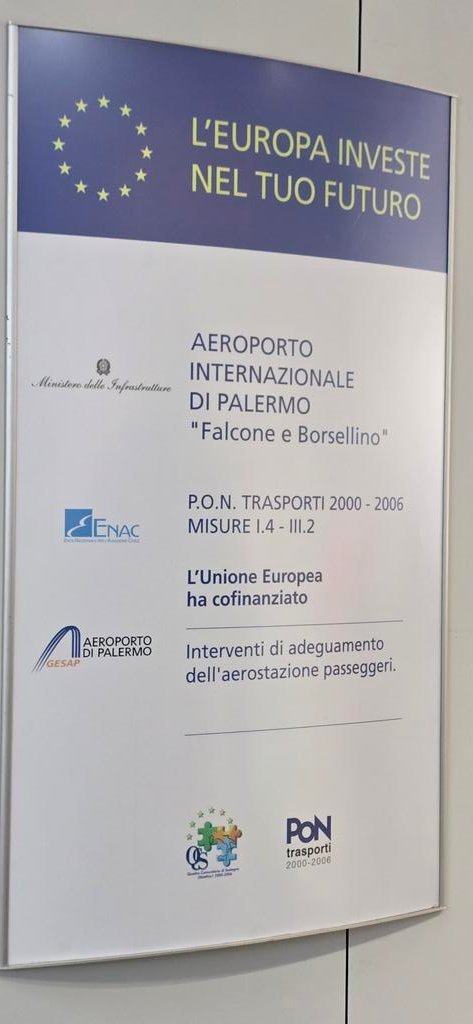 L'EUROPA INVESTE
NEL TUO FUTURO
Ministero delle Infrastrutture
AEROPORTO
INTERNAZIONALE
DI PALERMO
"Falcone e Borsellino"
ENAC
P.O.N. TRASPORTI 2000 - 2006
MISURE I.4 - III.2
L'Unione Europea
ha cofinanziato
AEROPORTO
DI PALERMO
GESAP
Interventi di adeguamento
dell'aerostazione passeggeri.
QCS
PON
trasporti
2000-2006